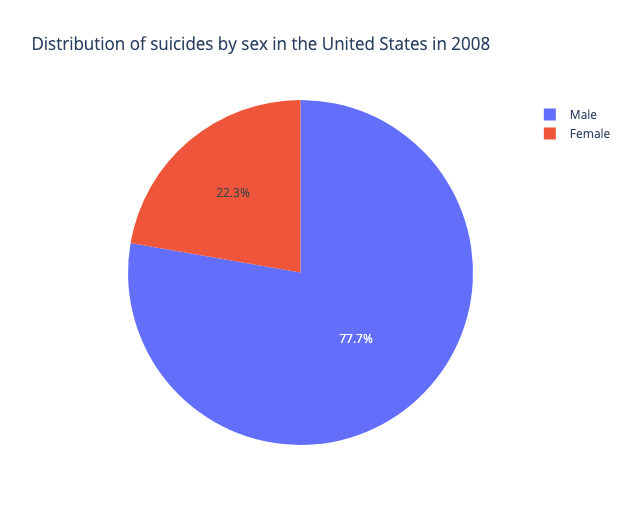 Distribution of suicides by sex in the United States in 2008
Male
Female
22.3%
77.7%